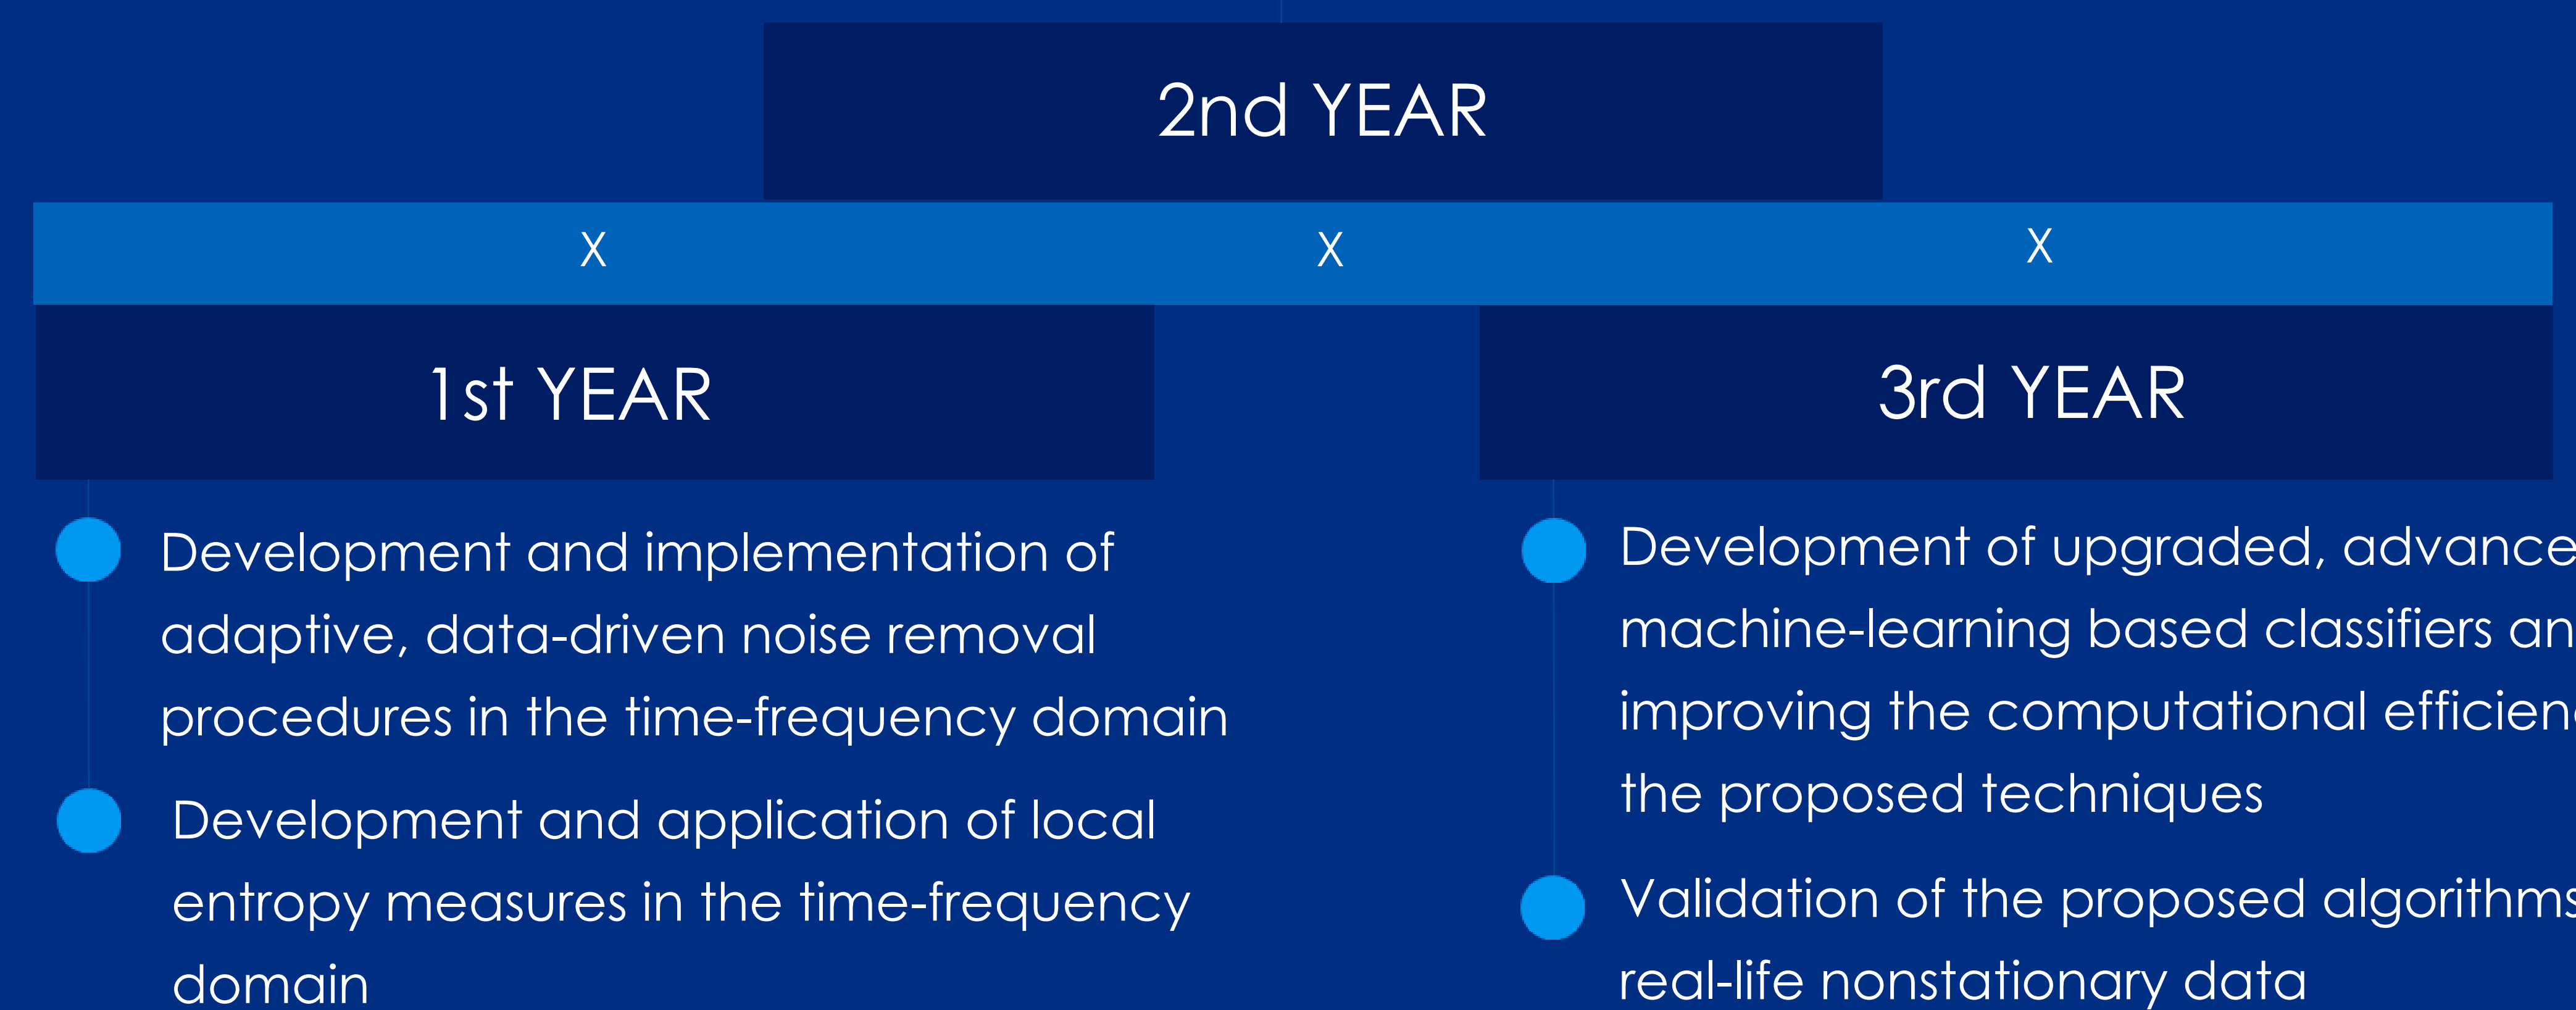 2nd YEAR
X X X
1st YEAR
Development and implementation of
adaptive, data-driven noise removal
procedures in the time-frequency domain
Development and application of local
entropy measures in the time-frequency
domain
3rd YEAR
Development of upgraded,
machine-learning based classifiers
improving the computational
the proposed techniques
Validation of the proposed algorithms
real-life nonstationary data